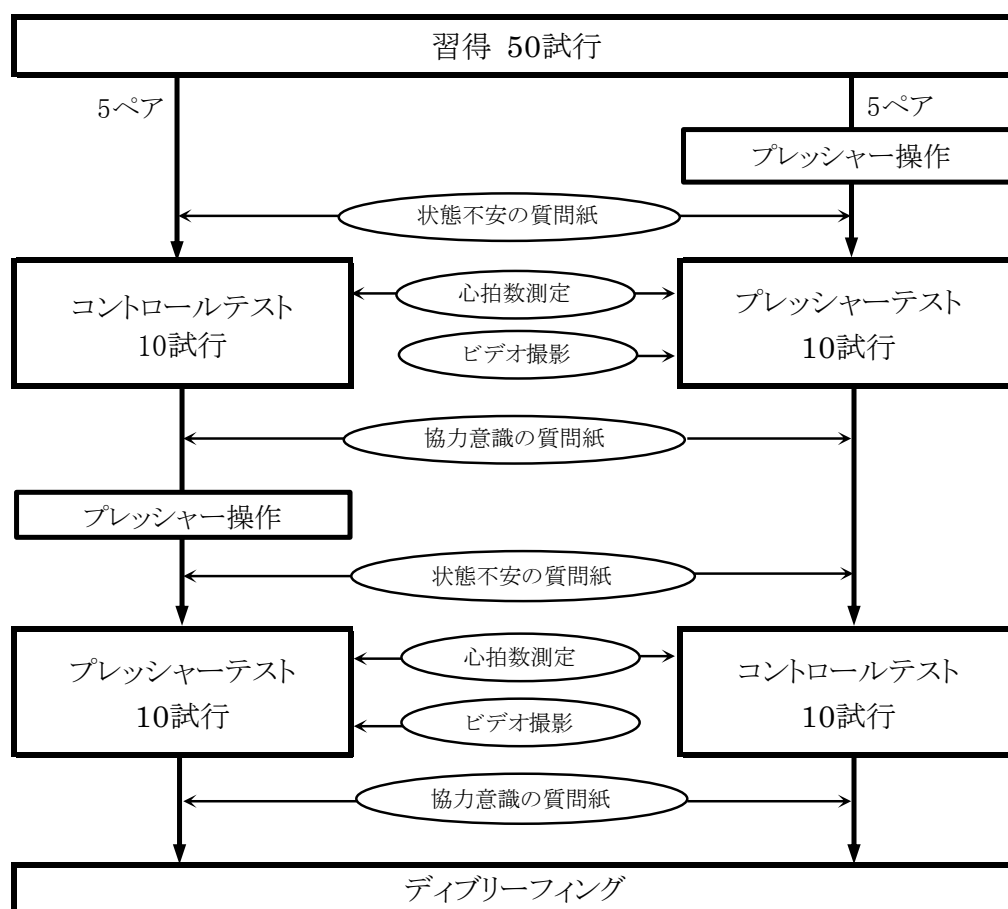 習得 50試行
5ペア
5ペア
プレッシャー操作
状態不安の質問紙
コントロールテスト
10試行
心拍数測定
ビデオ撮影
プレッシャーテスト
10試行
協力意識の質問紙
プレッシャー操作
状態不安の質問紙
プレッシャーテスト
10試行
心拍数測定
ビデオ撮影
コントロールテスト
10試行
協力意識の質問紙
ディブリーフィング